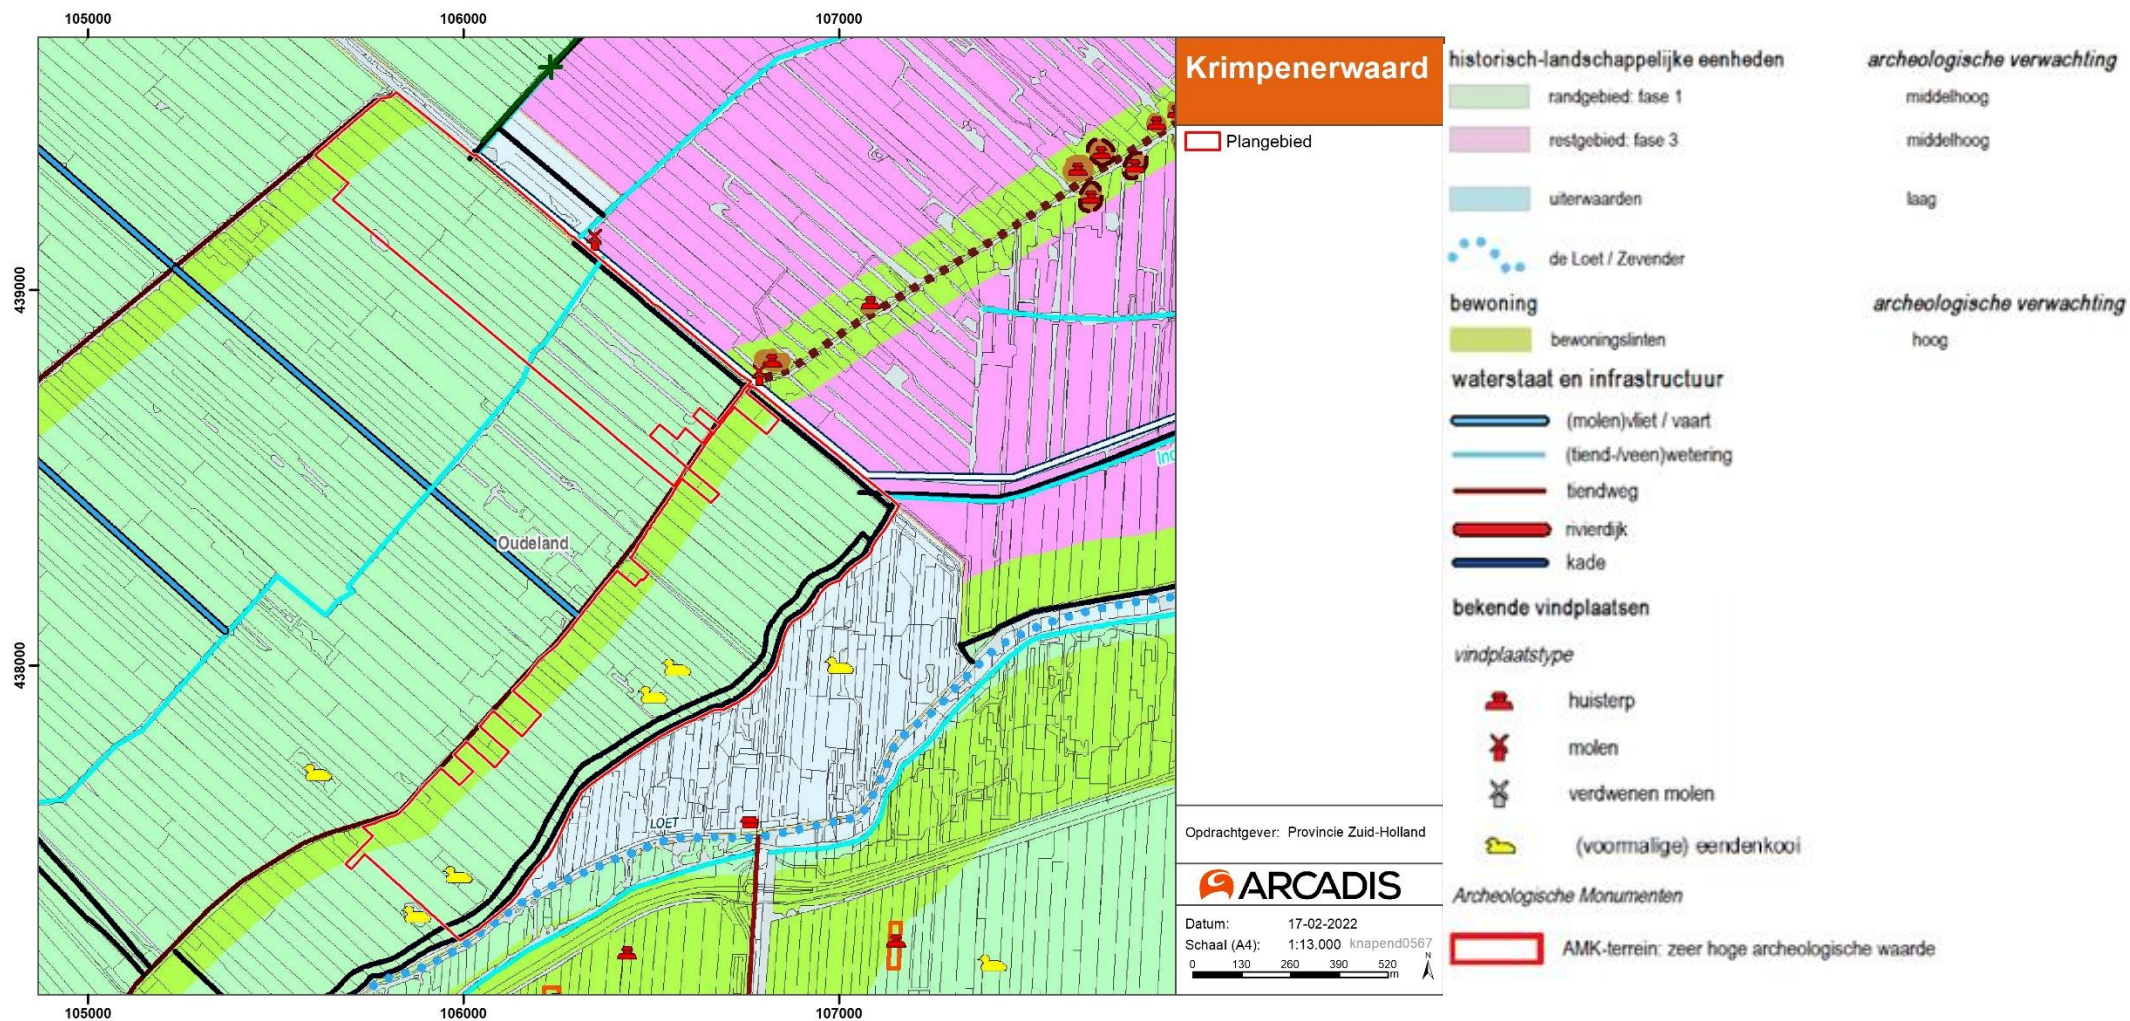 105000
106000
107000
439000
438000
Oudeland
LOET
105000
106000
107000
Krimpenerwaard
Plangebied
Opdrachtgever: Provincie Zuid-Holland
ARCADIS
Datum: 17-02-2022
Schaal (A4): 1:13.000 knapend0567
N
0 130 260 390 520
m
historisch-landschappelijke eenheden archeologische verwachting
randgebied: fase 1 middelhoog
restgebied: fase 3 middelhoog
uiterwaarden laag
de Loet / Zevender
bewoning archeologische verwachting
bewoningslinten hoog
waterstaat en infrastructuur
(molen)vliet / vaart
(tiend-/veen)wetering
tiendweg
rivierdijk
kade
bekende vindplaatsen
vindplaatstype
huisterp
molen
verdwenen molen
(voormalige) eendenkooi
Archeologische Monumenten
AMK-terrein: zeer hoge archeologische waarde